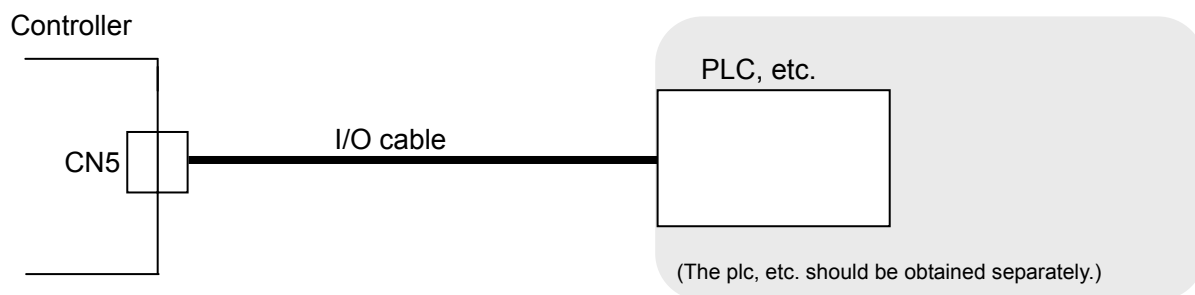 Controller
PLC, etc.
I/O cable
CN5
(The plc, etc. should be obtained separately.)